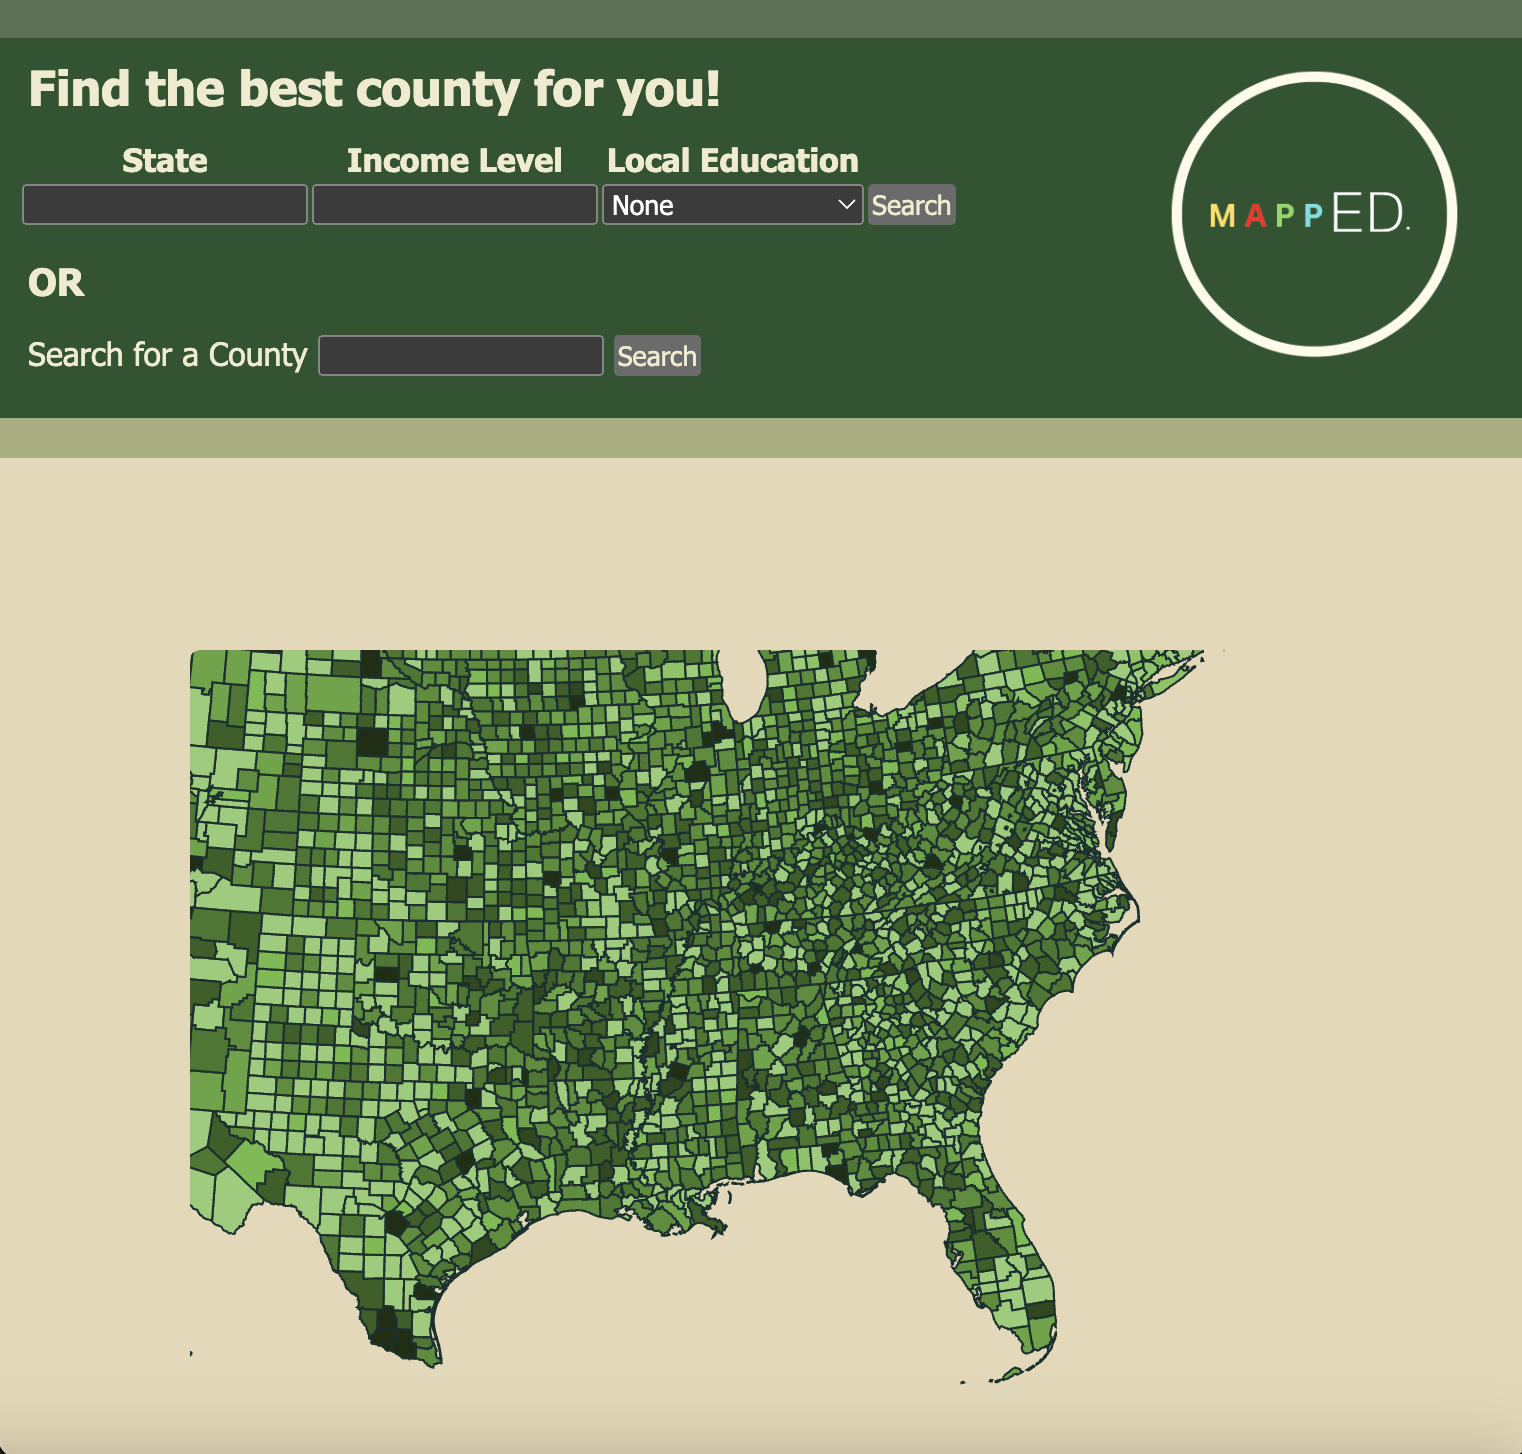 Find the best county for you!
State Income Level Local Education
None Search
MAPPED.
OR
Search for a County Search